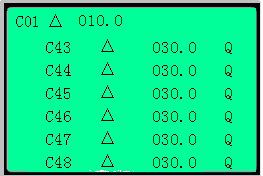 C01 △ 010.0
C43 △ 030.0 Q
C44 △ 030.0 Q
C45 △ 030.0 Q
C46 △ 030.0 Q
C47 △ 030.0 Q
C48 △ 030.0 Q